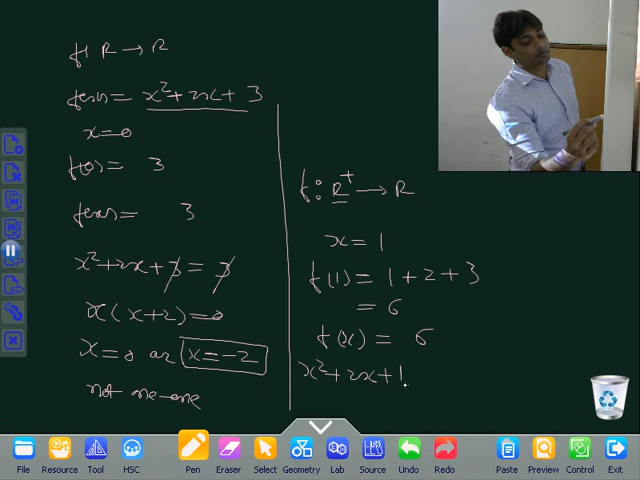 f: R → R
f(x) = x² + 2x + 3
x = 0
f(0) = 3
f(x) = 3
x² + 2x + 3 = 3
x(x+2) = 0
x = 0 or x = -2
not one-one
f: R⁺ → R
x = 1
f(1) = 1 + 2 + 3
= 6
f(x) = 6
x² + 2x + 1
File Resource Tool HSC Pen Eraser Select Geometry Lab Source Undo Redo Paste Preview Control Exit